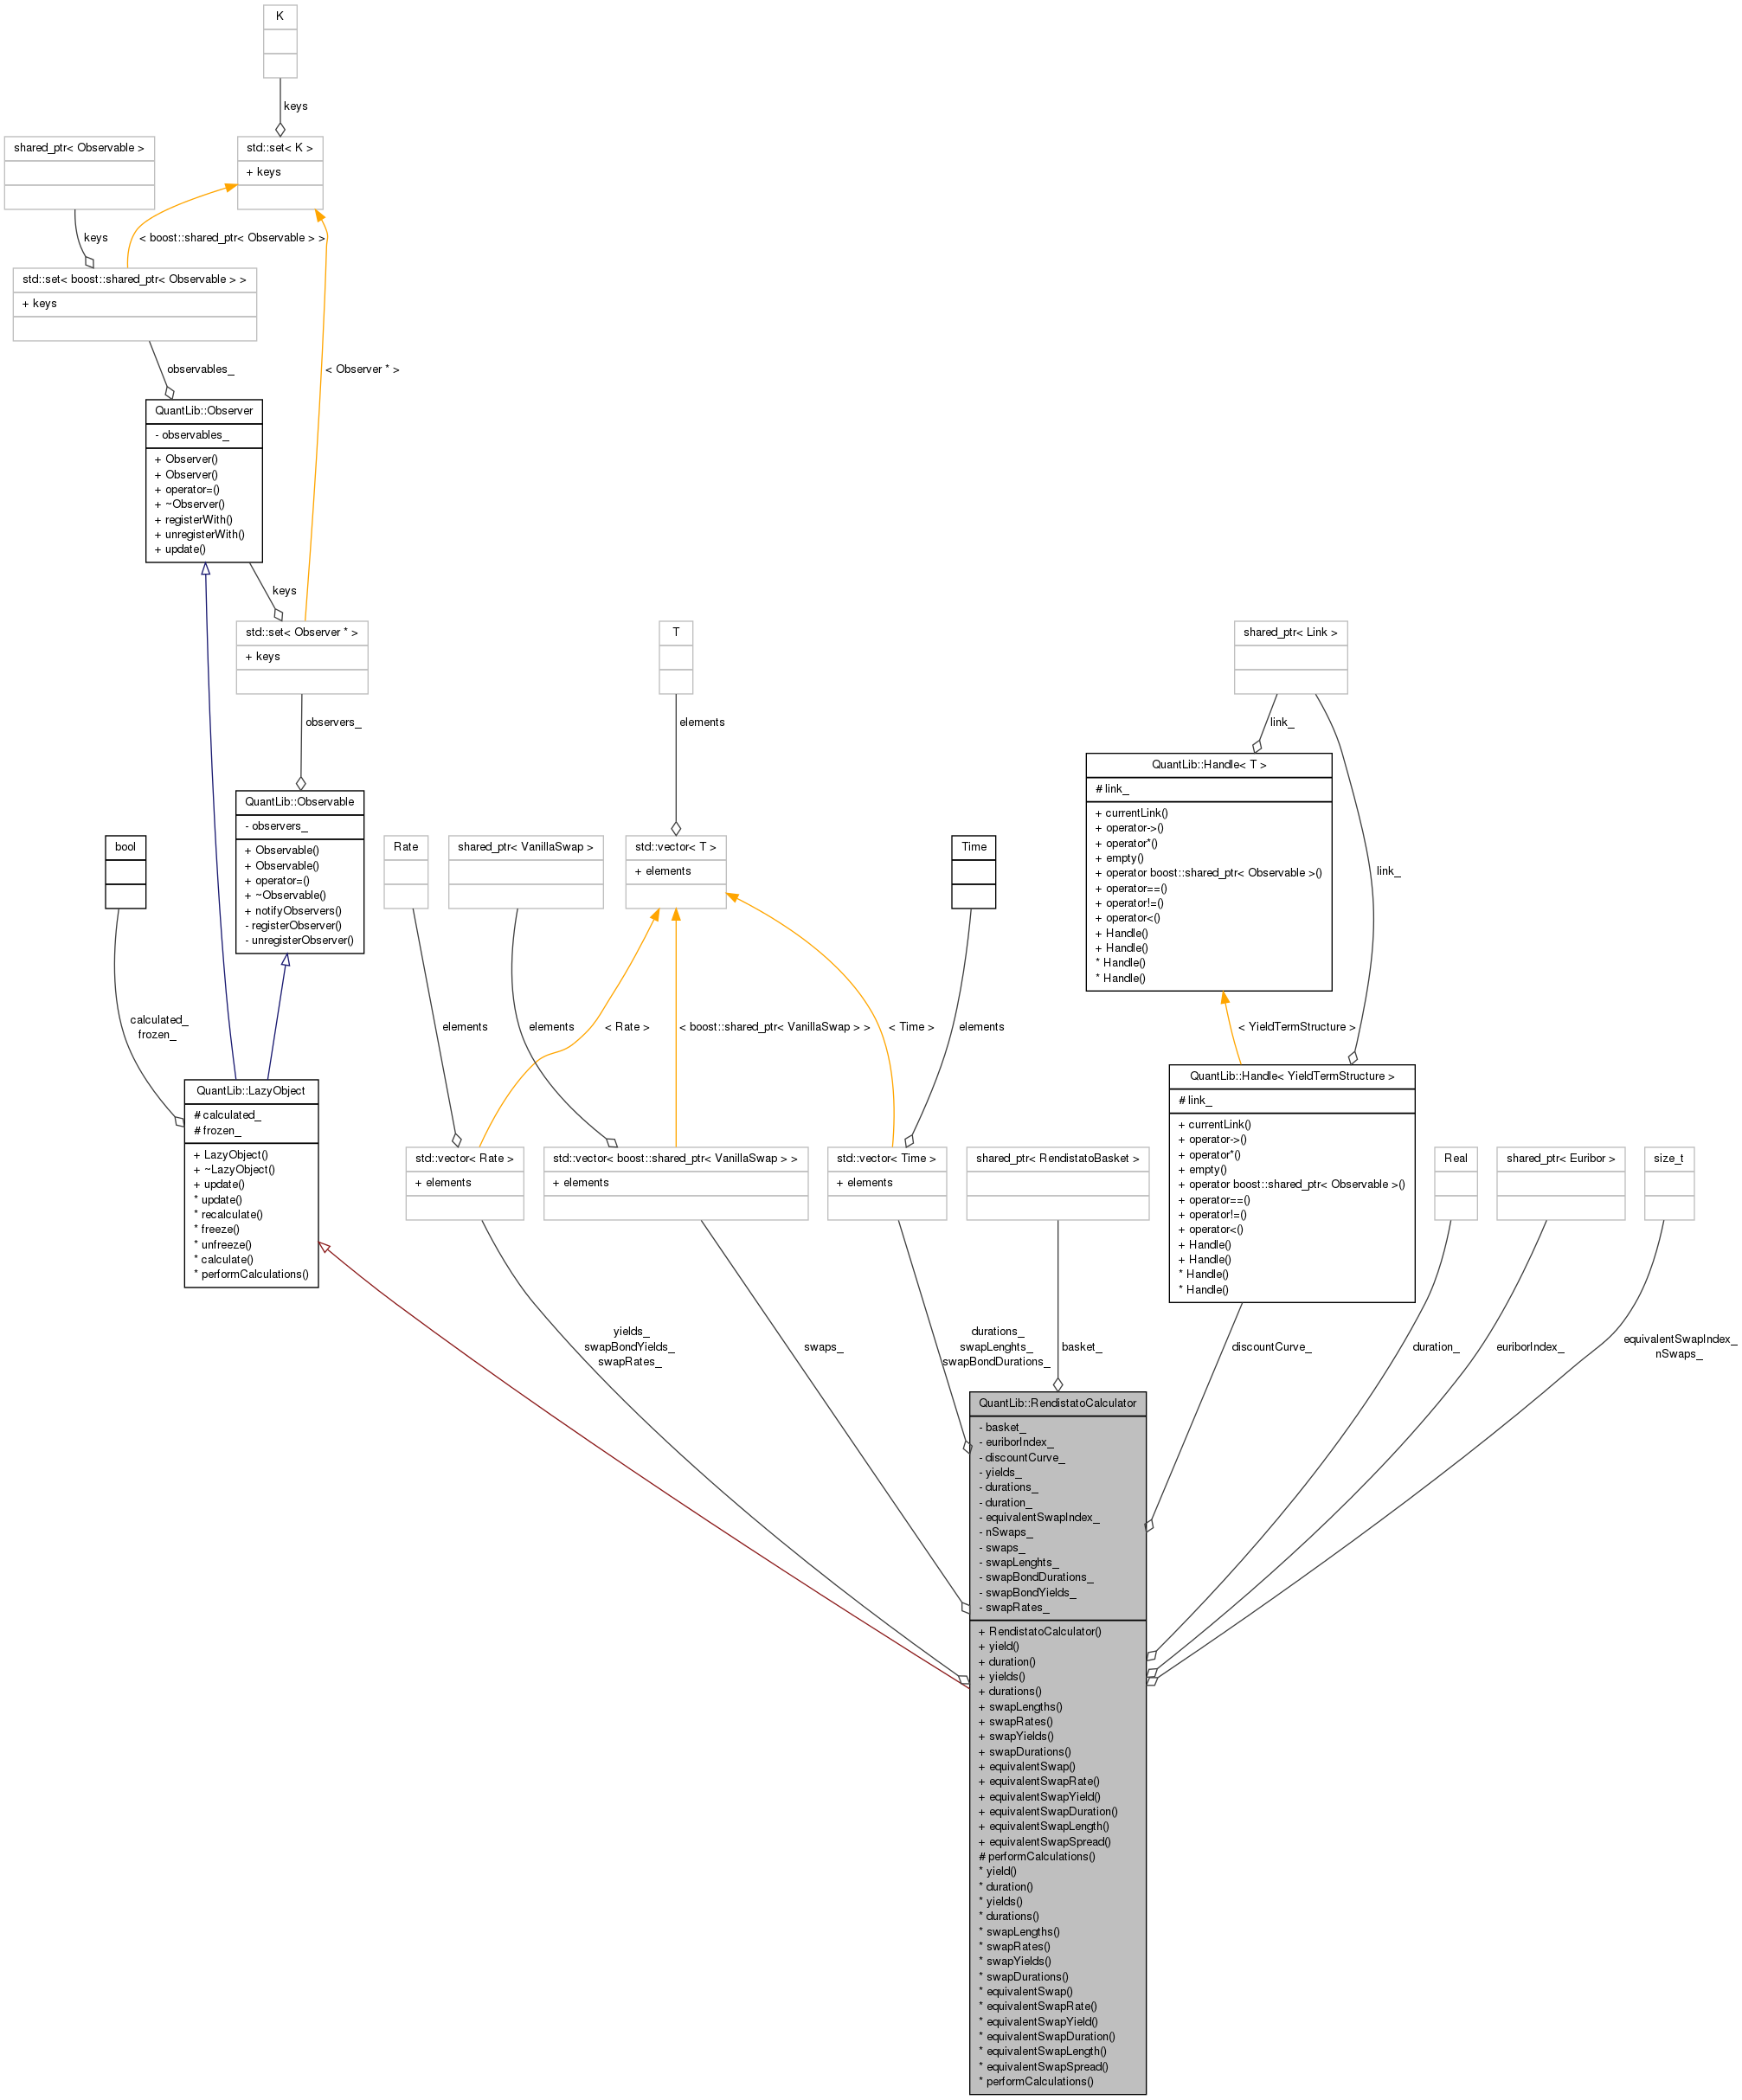 K
keys
shared_ptr< Observable >
std::set< K >
+ keys
keys
< boost::shared_ptr< Observable > >
std::set< boost::shared_ptr< Observable > >
+ keys
observables_
< Observer * >
QuantLib::Observer
- observables_
+ Observer()
+ Observer()
+ operator=()
+ ~Observer()
+ registerWith()
+ unregisterWith()
+ update()
keys
std::set< Observer * >
+ keys
T
shared_ptr< Link >
observers_
elements
link_
QuantLib::Handle< T >
# link_
+ currentLink()
+ operator->()
+ operator*()
+ empty()
+ operator boost::shared_ptr< Observable >()
+ operator==()
+ operator!=()
+ operator<()
+ Handle()
+ Handle()
* Handle()
* Handle()
link_
QuantLib::Observable
- observers_
+ Observable()
+ Observable()
+ operator=()
+ ~Observable()
+ notifyObservers()
- registerObserver()
- unregisterObserver()
bool
Rate
shared_ptr< VanillaSwap >
std::vector< T >
+ elements
Time
calculated_
frozen_
elements
elements
< Rate >
< boost::shared_ptr< VanillaSwap > >
< Time >
elements
< YieldTermStructure >
QuantLib::LazyObject
# calculated_
# frozen_
+ LazyObject()
+ ~LazyObject()
+ update()
* update()
* recalculate()
* freeze()
* unfreeze()
* calculate()
* performCalculations()
std::vector< Rate >
+ elements
std::vector< boost::shared_ptr< VanillaSwap > >
+ elements
std::vector< Time >
+ elements
shared_ptr< RendistatoBasket >
QuantLib::Handle< YieldTermStructure >
# link_
+ currentLink()
+ operator->()
+ operator*()
+ empty()
+ operator boost::shared_ptr< Observable >()
+ operator==()
+ operator!=()
+ operator<()
+ Handle()
+ Handle()
* Handle()
* Handle()
Real
shared_ptr< Euribor >
size_t
yields_
swapBondYields_
swapRates_
swaps_
durations_
swapLenghts_
swapBondDurations_
basket_
discountCurve_
duration_
euriborIndex_
equivalentSwapIndex_
nSwaps_
QuantLib::RendistatoCalculator
- basket_
- euriborIndex_
- discountCurve_
- yields_
- durations_
- duration_
- equivalentSwapIndex_
- nSwaps_
- swaps_
- swapLenghts_
- swapBondDurations_
- swapBondYields_
- swapRates_
+ RendistatoCalculator()
+ yield()
+ duration()
+ yields()
+ durations()
+ swapLengths()
+ swapRates()
+ swapYields()
+ swapDurations()
+ equivalentSwap()
+ equivalentSwapRate()
+ equivalentSwapYield()
+ equivalentSwapDuration()
+ equivalentSwapLength()
+ equivalentSwapSpread()
# performCalculations()
* yield()
* duration()
* yields()
* durations()
* swapLengths()
* swapRates()
* swapYields()
* swapDurations()
* equivalentSwap()
* equivalentSwapRate()
* equivalentSwapYield()
* equivalentSwapDuration()
* equivalentSwapLength()
* equivalentSwapSpread()
* performCalculations()